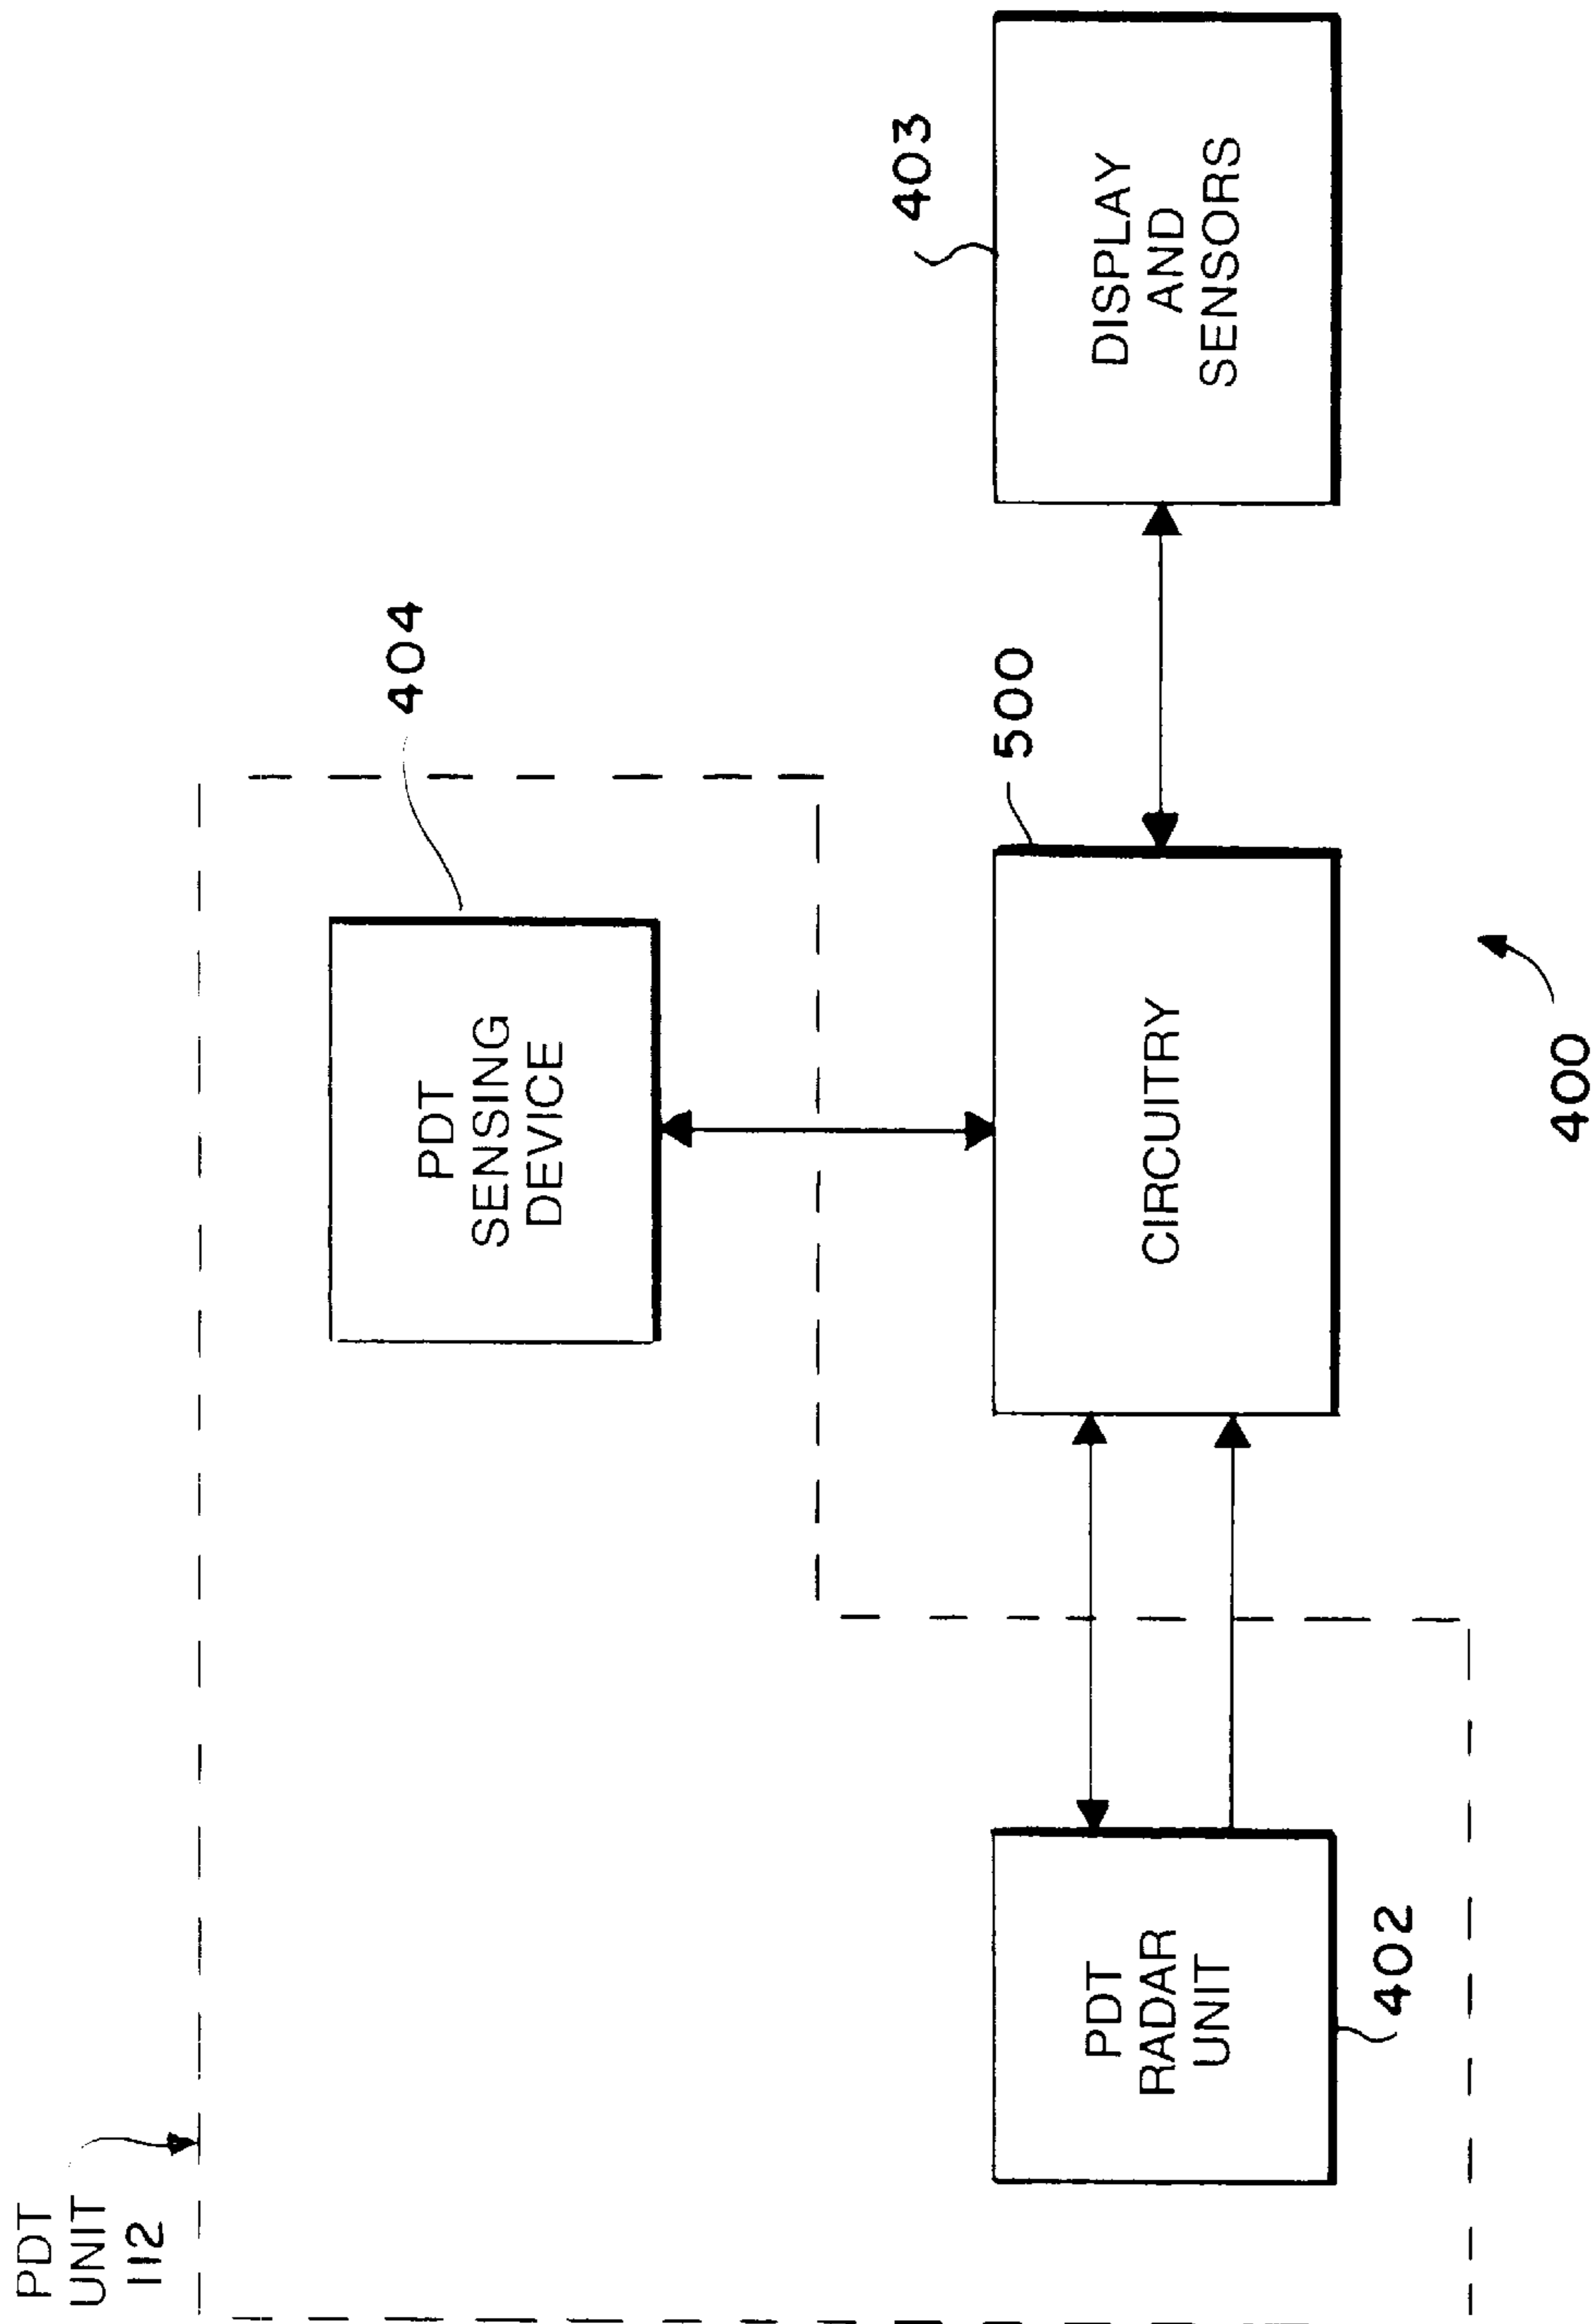 PDT
UNIT
112
404
PDT
SENSING
DEVICE
403
500
PDT
RADAR
UNIT
CIRCUITRY
DISPLAY
AND
SENSORS
402
400